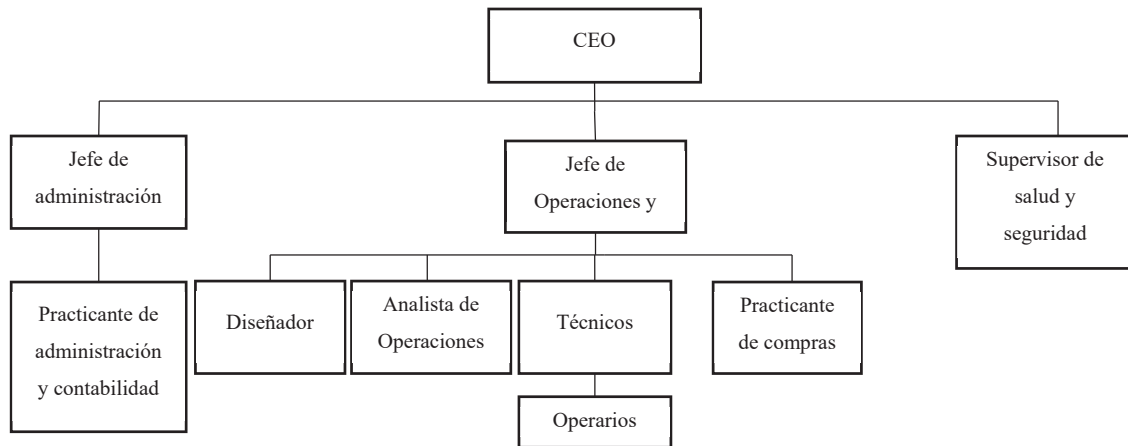 CEO
Jefe de
administración
Jefe de
Operaciones y
Supervisor de
salud y
seguridad
Practicante de
administración
y contabilidad
Diseñador
Analista de
Operaciones
Técnicos
Practicante
de compras
Operarios